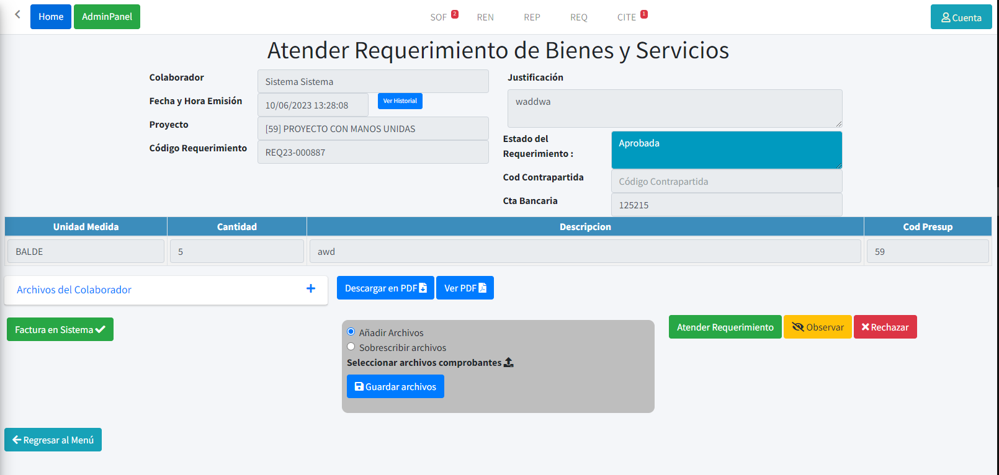 Home
AdminPanel
SOF 2
REN
REP
REQ
CITE 1
Cuenta
Atender Requerimiento de Bienes y Servicios
Colaborador
Sistema Sistema
Fecha y Hora Emisión
10/06/2023 13:28:08
Ver Historial
Proyecto
[59] PROYECTO CON MANOS UNIDAS
Código Requerimiento
REQ23-000887
Justificación
waddwa
Estado del
Requerimiento :
Aprobada
Cod Contrapartida
Código Contrapartida
Cta Bancaria
125215
Unidad Medida
Cantidad
Descripcion
Cod Presup
BALDE
5
awd
59
Archivos del Colaborador
Descargar en PDF
Ver PDF
Factura en Sistema
Añadir Archivos
Sobrescribir archivos
Seleccionar archivos comprobantes
Guardar archivos
Atender Requerimiento
Observar
Rechazar
Regresar al Menú